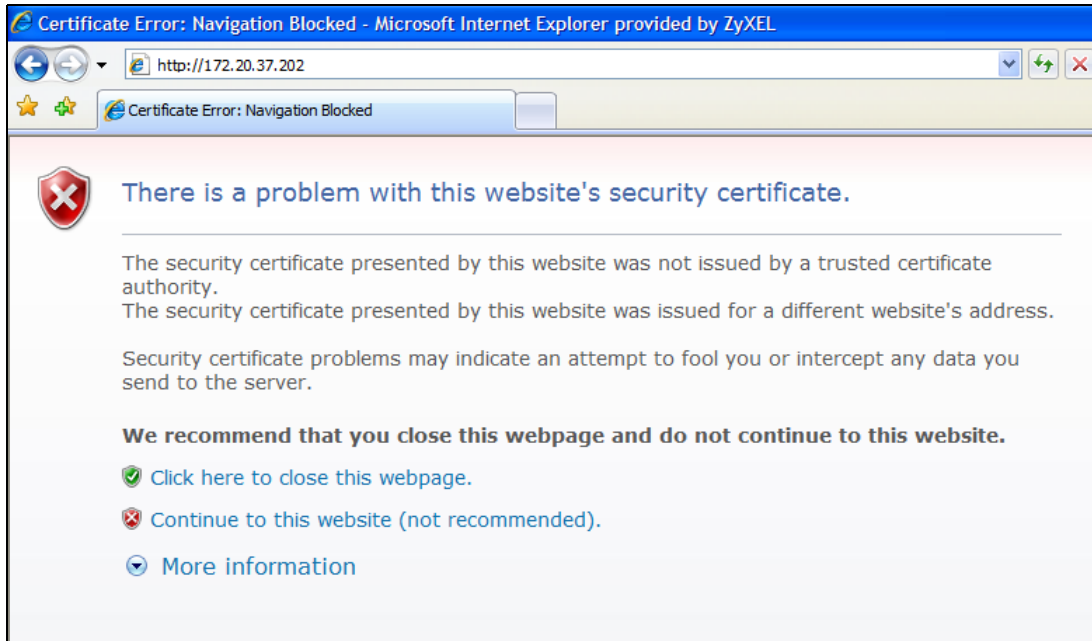 Certificate Error: Navigation Blocked - Microsoft Internet Explorer provided by ZyXEL
http://172.20.37.202
Certificate Error: Navigation Blocked
There is a problem with this website's security certificate.
The security certificate presented by this website was not issued by a trusted certificate
authority.
The security certificate presented by this website was issued for a different website's address.
Security certificate problems may indicate an attempt to fool you or intercept any data you
send to the server.
We recommend that you close this webpage and do not continue to this website.
Click here to close this webpage.
Continue to this website (not recommended).
More information